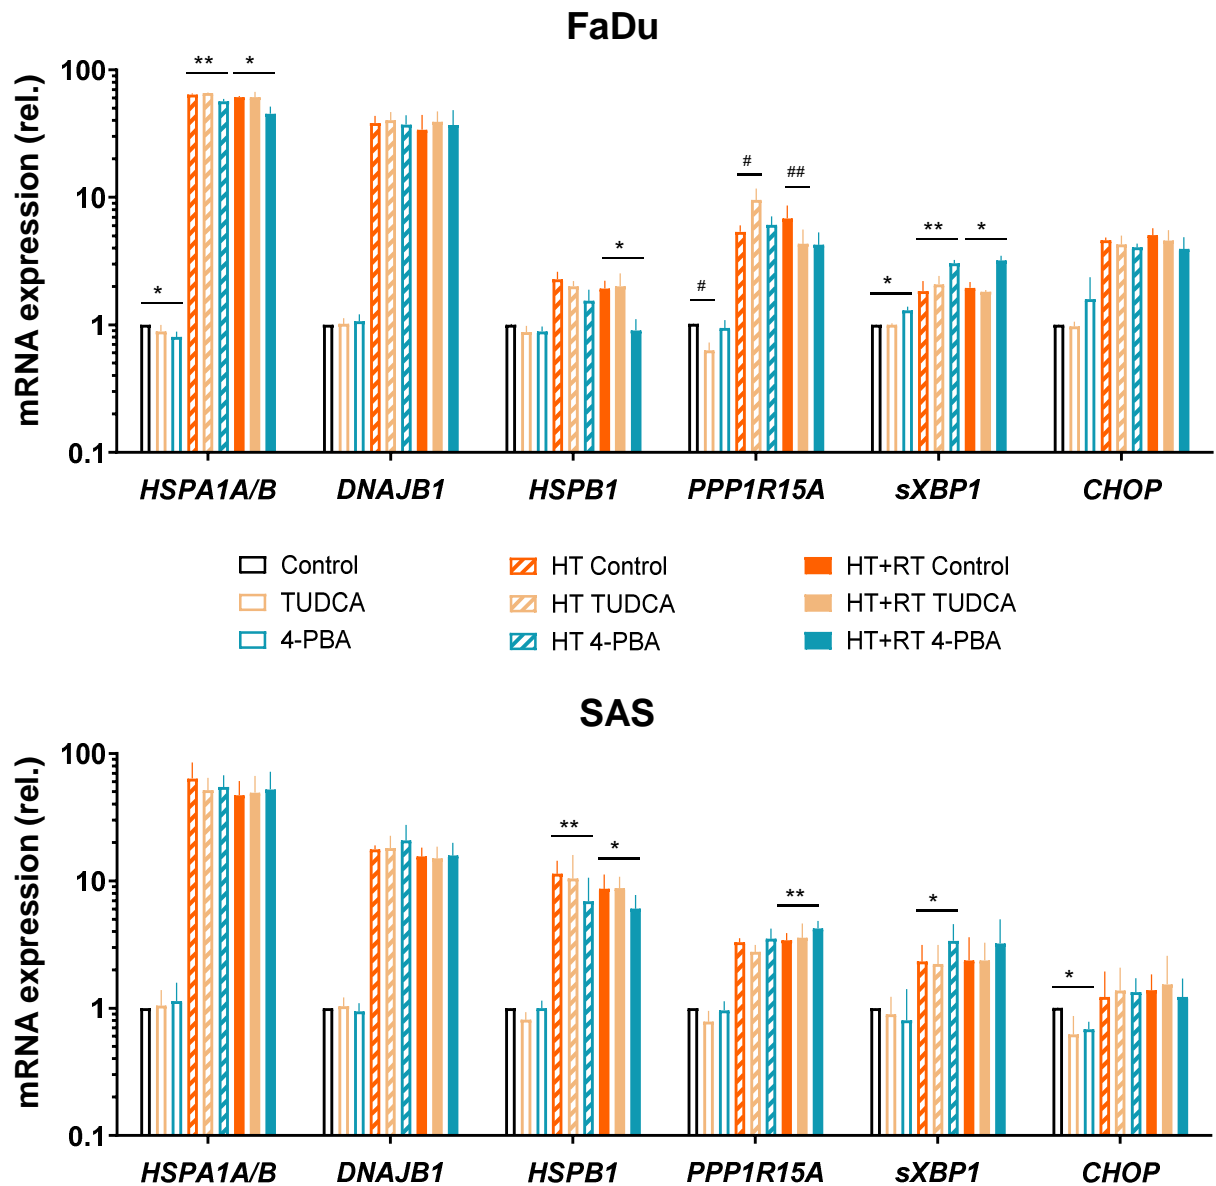 FaDu
mRNA expression (rel.)
100
10
1
0.1
* ** *
*
# # ##
* ** *
HSPA1A/B DNAJB1 HSPB1 PPP1R15A sXBP1 CHOP
Control HT Control HT+RT Control
TUDCA HT TUDCA HT+RT TUDCA
4-PBA HT 4-PBA HT+RT 4-PBA
SAS
mRNA expression (rel.)
100
10
1
0.1
** *
**
*
*
HSPA1A/B DNAJB1 HSPB1 PPP1R15A sXBP1 CHOP